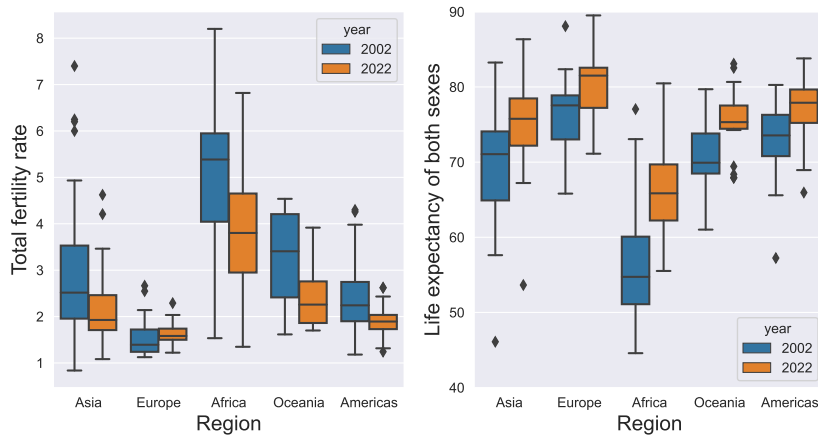 Total fertility rate
8
7
6
5
4
3
2
1
year
2002
2022
Asia Europe Africa Oceania Americas
Region
Life expectancy of both sexes
90
80
70
60
50
40
year
2002
2022
Asia Europe Africa Oceania Americas
Region